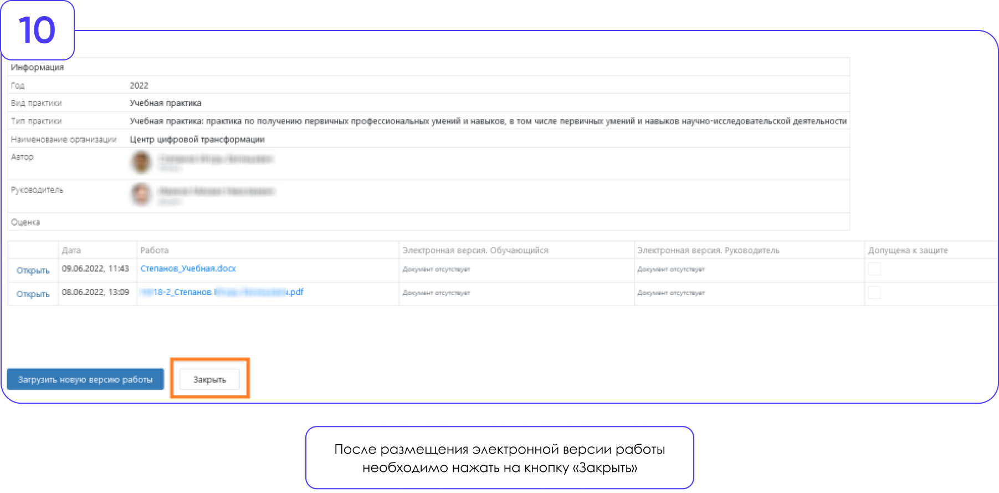 10
Информация
Год 2022
Вид практики Учебная практика
Тип практики Учебная практика: практика по получению первичных профессиональных умений и навыков, в том числе первичных умений и навыков научно-исследовательской деятельности
Наименование организации Центр цифровой трансформации
Автор
Руководитель
Оценка
Дата Работа Электронная версия. Обучающийся Электронная версия. Руководитель Допущена к защите
Открыть 09.06.2022, 11:43 Степанов_Учебная.docx Документ отсутствует Документ отсутствует
Открыть 08.06.2022, 13:09 18-2_Степанов .pdf Документ отсутствует Документ отсутствует
Загрузить новую версию работы Закрыть
После размещения электронной версии работы
необходимо нажать на кнопку «Закрыть»